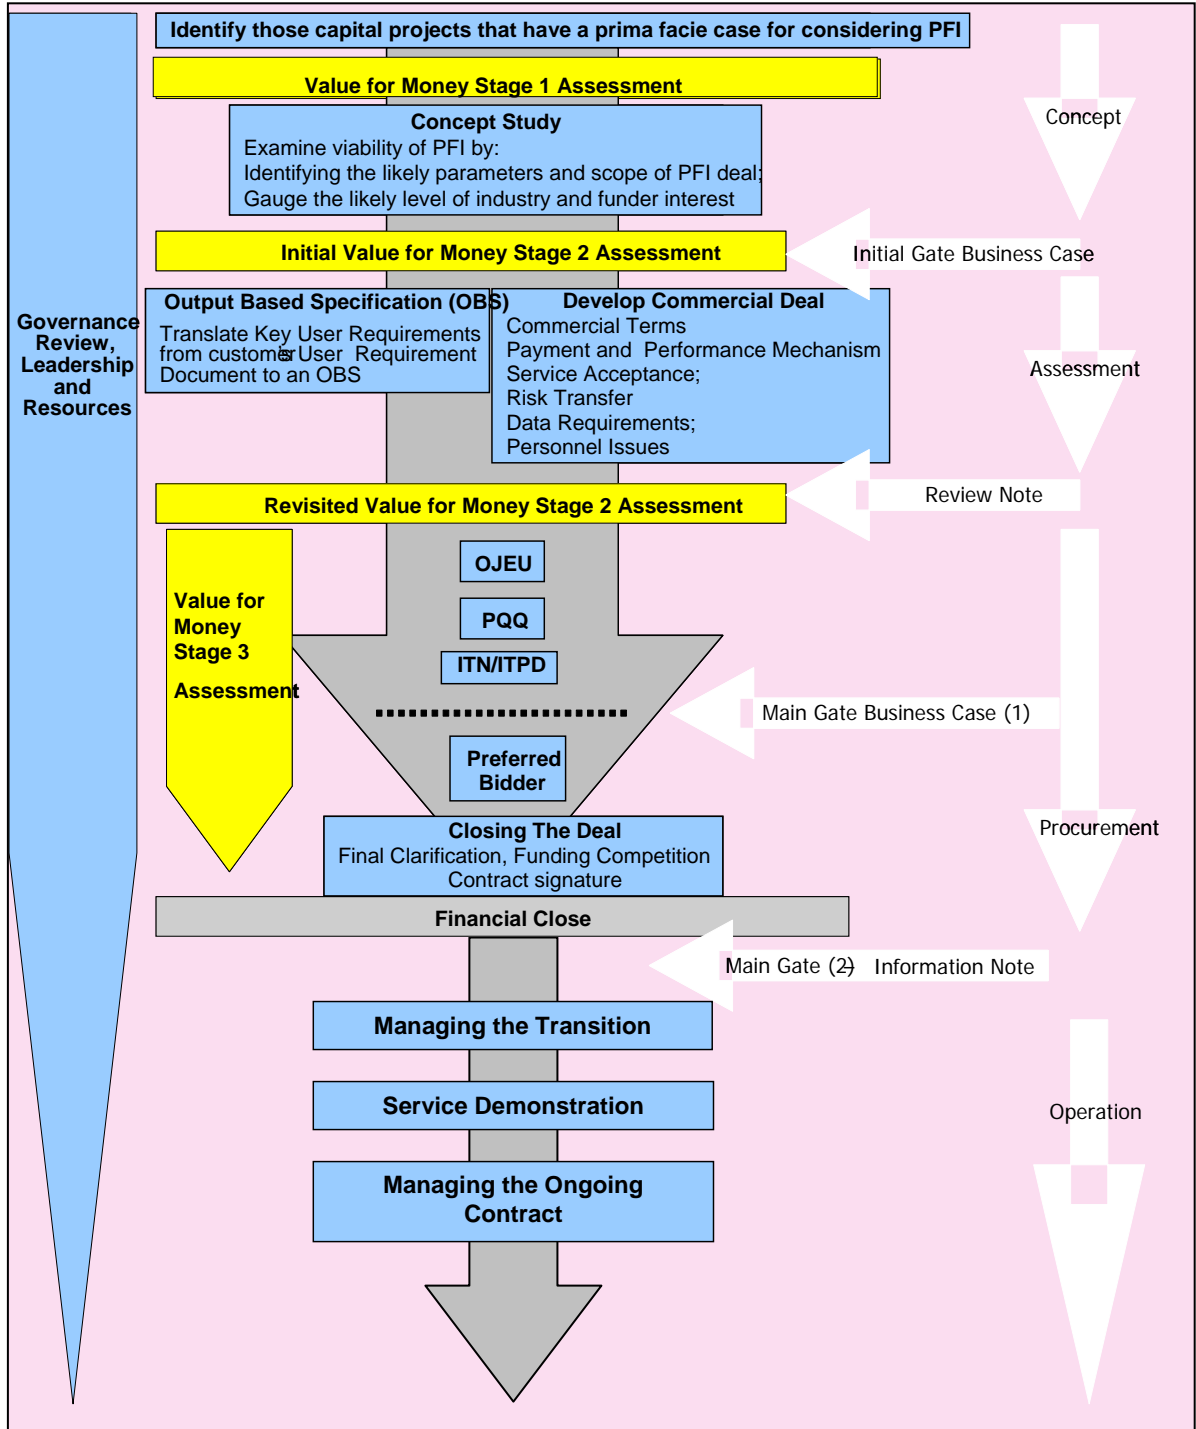 Identify those capital projects that have a prima facie case for considering PFI
Value for Money Stage 1 Assessment
Concept Study
Examine viability of PFI by:
Identifying the likely parameters and scope of PFI deal;
Gauge the likely level of industry and funder interest
Concept
Initial Value for Money Stage 2 Assessment
Initial Gate Business Case
Governance
Review,
Leadership
and
Resources
Output Based Specification (OBS)
Translate Key User Requirements
from customer's User Requirement
Document to an OBS
Develop Commercial Deal
Commercial Terms
Payment and Performance Mechanism
Service Acceptance;
Risk Transfer
Data Requirements;
Personnel Issues
Assessment
Revisited Value for Money Stage 2 Assessment
Review Note
Value for
Money
Stage 3
Assessment
OJEU
PQQ
ITN/ITPD
Main Gate Business Case (1)
Preferred
Bidder
Closing The Deal
Final Clarification, Funding Competition
Contract signature
Procurement
Financial Close
Main Gate (2) – Information Note
Managing the Transition
Service Demonstration
Operation
Managing the Ongoing
Contract